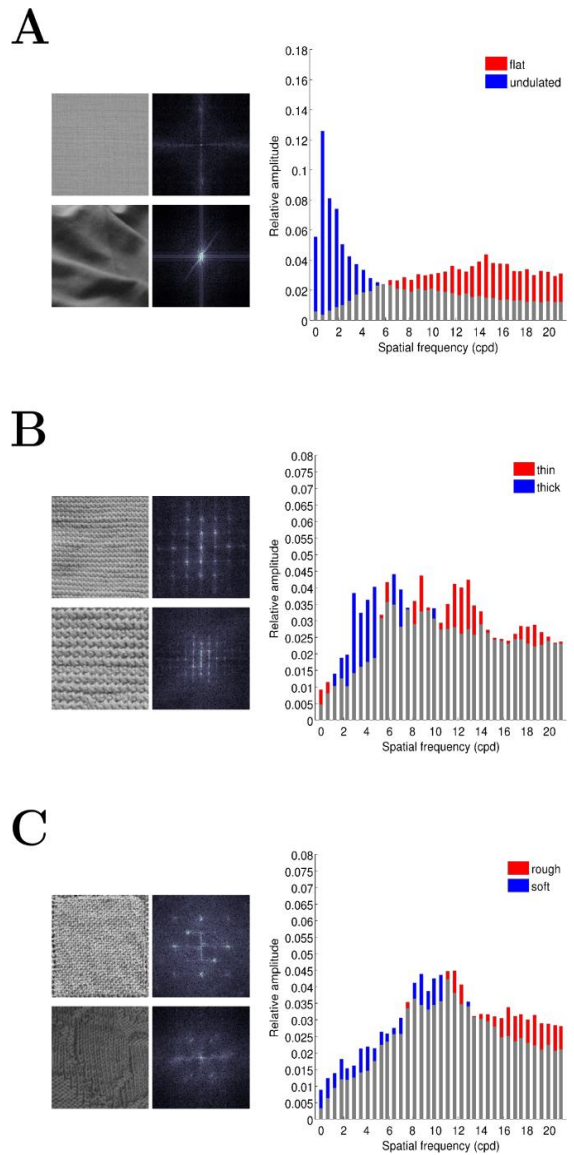 A
0.18
0.16
0.14
0.12
0.1
0.08
0.06
0.04
0.02
0
Relative amplitude
flat
undulated
0 2 4 6 8 10 12 14 16 18 20
Spatial frequency (cpd)
B
0.08
0.075
0.07
0.065
0.06
0.055
0.05
0.045
0.04
0.035
0.03
0.025
0.02
0.015
0.01
0.005
0
Relative amplitude
thin
thick
0 2 4 6 8 10 12 14 16 18 20
Spatial frequency (cpd)
C
0.08
0.075
0.07
0.065
0.06
0.055
0.05
0.045
0.04
0.035
0.03
0.025
0.02
0.015
0.01
0.005
0
Relative amplitude
rough
soft
0 2 4 6 8 10 12 14 16 18 20
Spatial frequency (cpd)